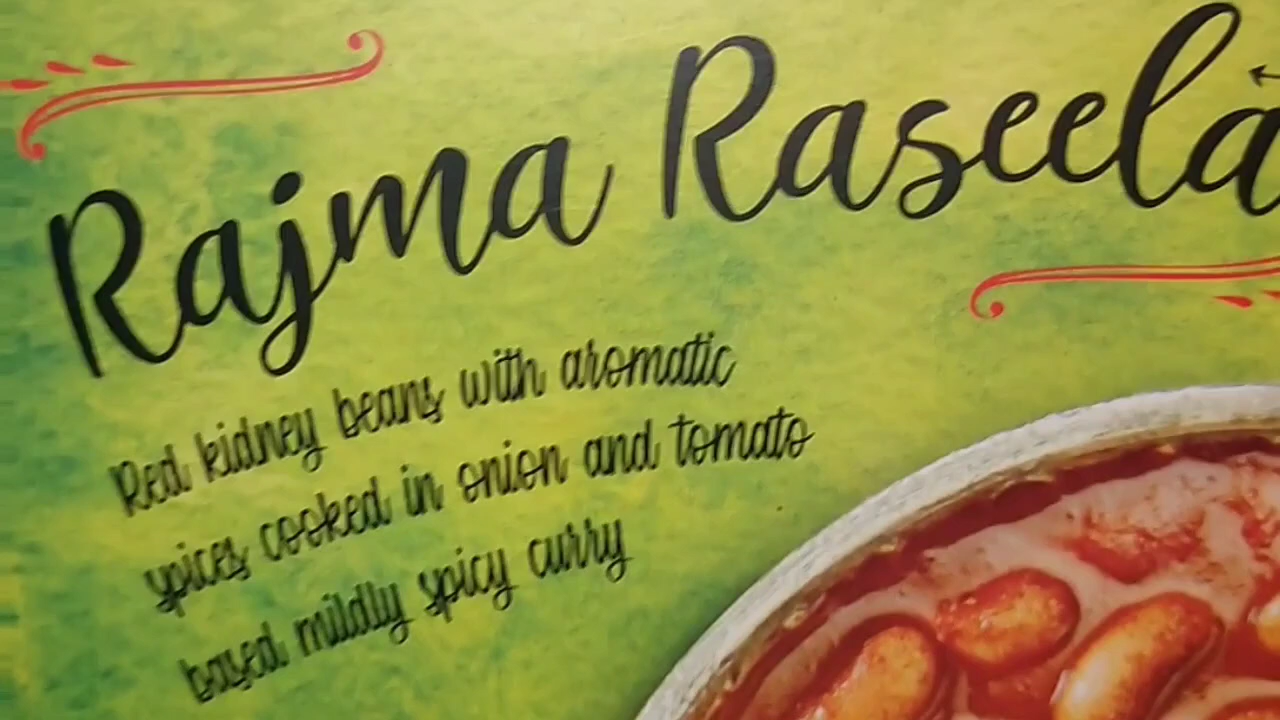 Rajma Raseela
Red kidney beans with aromatic
spices cooked in onion and tomato
based mildly spicy curry